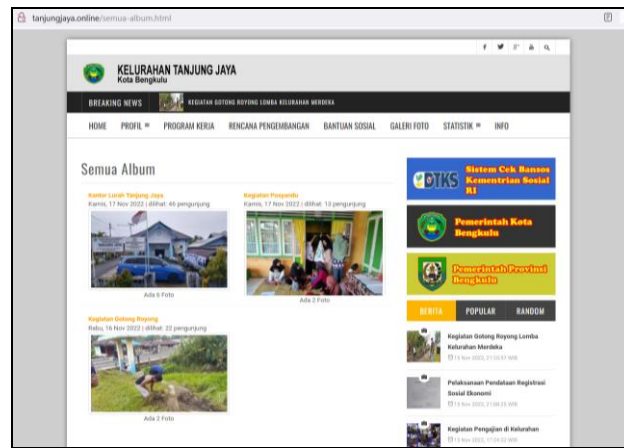 tanjungjaya.online/semua-album.html
KELURAHAN TANJUNG JAYA
Kota Bengkulu
BREAKING NEWS
KEGIATAN GOTONG ROYONG LOMBA KELURAHAN MERDEKA
HOME PROFIL PROGRAM KERJA RENCANA PENGEMBANGAN BANTUAN SOSIAL GALERI FOTO STATISTIK INFO
Semua Album
Kantor Lurah Tanjung Jaya
Kamis, 17 Nov 2022 | dilihat: 65 pengunjung
Ada 6 Foto
Kegiatan Posyandu
Kamis, 17 Nov 2022 | dilihat: 13 pengunjung
Ada 2 Foto
Kegiatan Gotong Royong
Rabu, 16 Nov 2022 | dilihat: 22 pengunjung
Ada 2 Foto
DTKS
Sistem Cek Bansos
Kementrian Sosial
RI
Pemerintah Kota
Bengkulu
Pemerintah Provinsi
Bengkulu
BERITA POPULAR RANDOM
Kegiatan Gotong Royong Lomba
Kelurahan Merdeka
Pelaksanaan Pendataan Registrasi
Sosial Ekonomi
Kegiatan Pengajian di Kelurahan